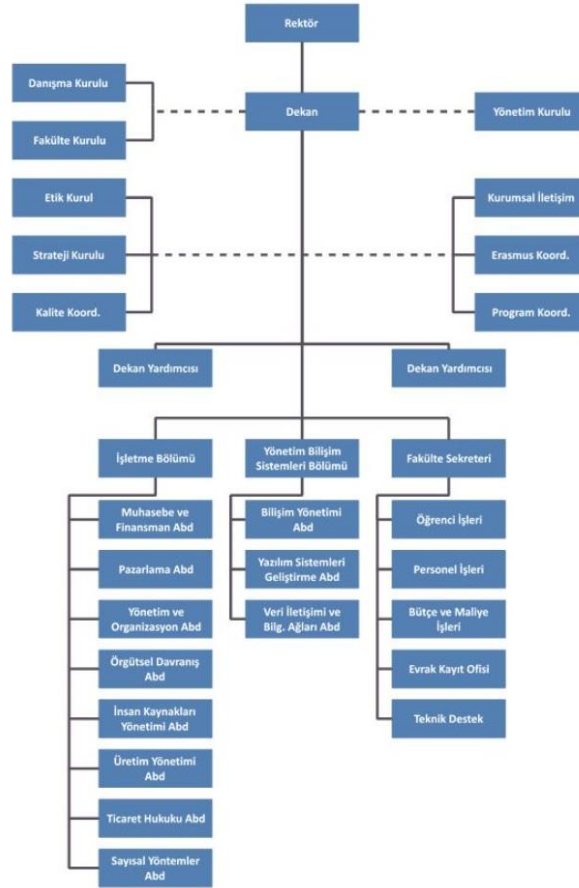 Rektör
Danışma Kurulu
Dekan
Yönetim Kurulu
Fakülte Kurulu
Etik Kurul
Kurumsal İletişim
Strateji Kurulu
Erasmus Koord.
Kalite Koord.
Program Koord.
Dekan Yardımcısı
Dekan Yardımcısı
İşletme Bölümü
Yönetim Bilişim
Sistemleri Bölümü
Fakülte Sekreteri
Muhasebe ve
Finansman Abd
Pazarlama Abd
Yönetim ve
Organizasyon Abd
Örgütsel Davranış
Abd
İnsan Kaynakları
Yönetimi Abd
Üretim Yönetimi
Abd
Ticaret Hukuku Abd
Sayısal Yöntemler
Abd
Bilişim Yönetimi
Abd
Yazılım Sistemleri
Geliştirme Abd
Veri İletişimi ve
Bilg. Ağları Abd
Öğrenci İşleri
Personel İşleri
Bütçe ve Maliye
İşleri
Evrak Kayıt Ofisi
Teknik Destek